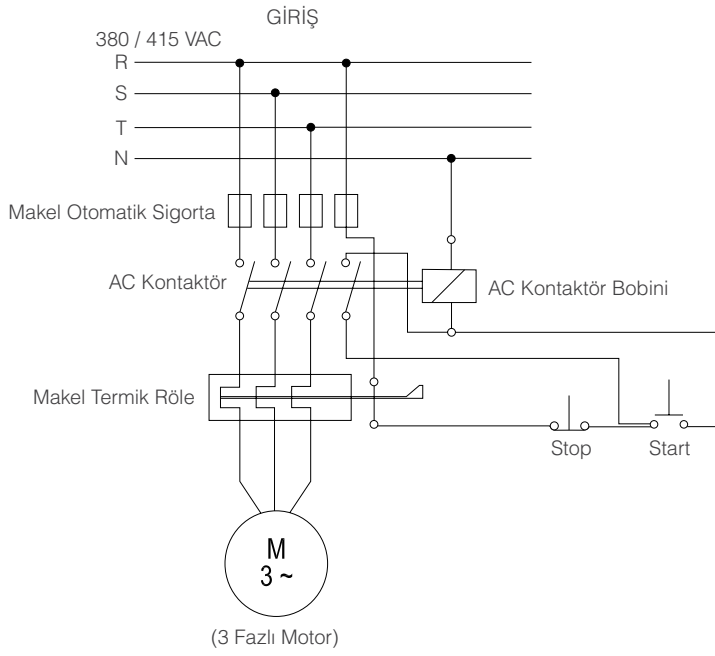 GİRİŞ
380 / 415 VAC
R
S
T
N
Makel Otomatik Sigorta
AC Kontaktör
AC Kontaktör Bobini
Makel Termik Röle
Stop
Start
M
3 ~
(3 Fazlı Motor)